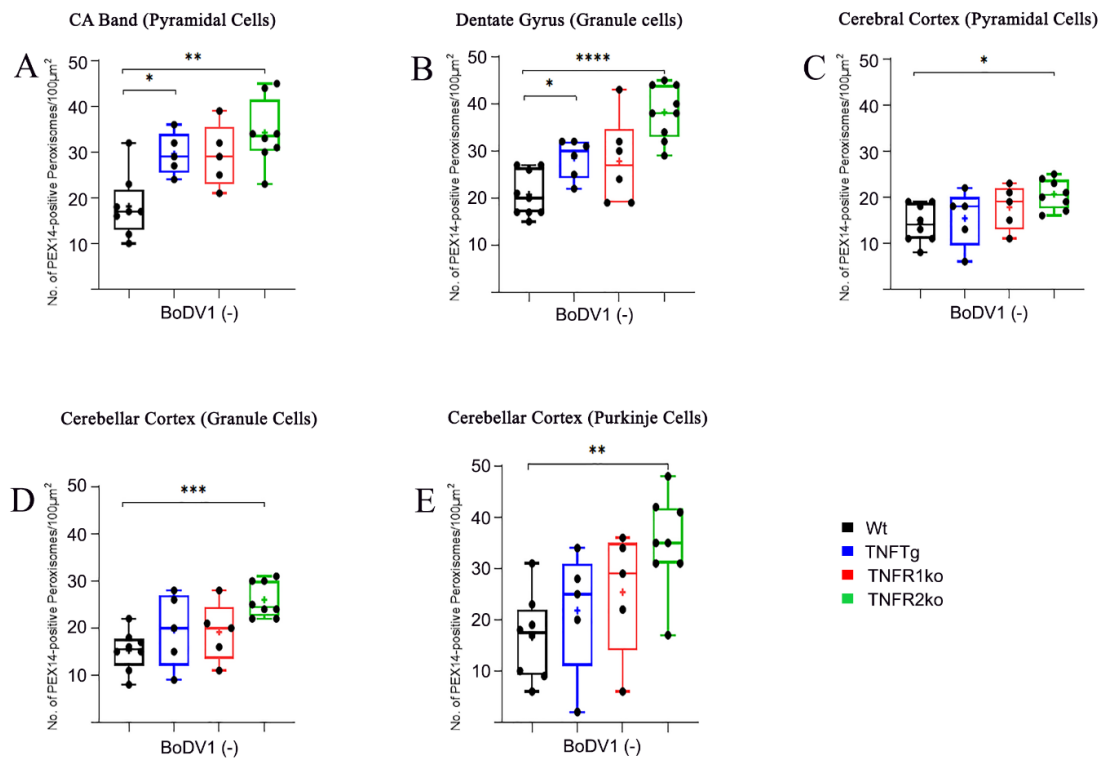 CA Band (Pyramidal Cells)
A
No. of PEX14-positive Peroxisomes/100µm²
50
40
30
20
10
*
**
BoDV1 (-)
Dentate Gyrus (Granule cells)
B
No. of PEX14-positive Peroxisomes/100µm²
50
40
30
20
10
*
****
BoDV1 (-)
Cerebral Cortex (Pyramidal Cells)
C
No. of PEX14-positive Peroxisomes/100µm²
50
40
30
20
10
*
BoDV1 (-)
Cerebellar Cortex (Granule Cells)
D
No. of PEX14-positive Peroxisomes/100µm²
50
40
30
20
10
***
BoDV1 (-)
Cerebellar Cortex (Purkinje Cells)
E
No. of PEX14-positive Peroxisomes/100µm²
50
40
30
20
10
**
BoDV1 (-)
Wt
TNFTg
TNFR1ko
TNFR2ko